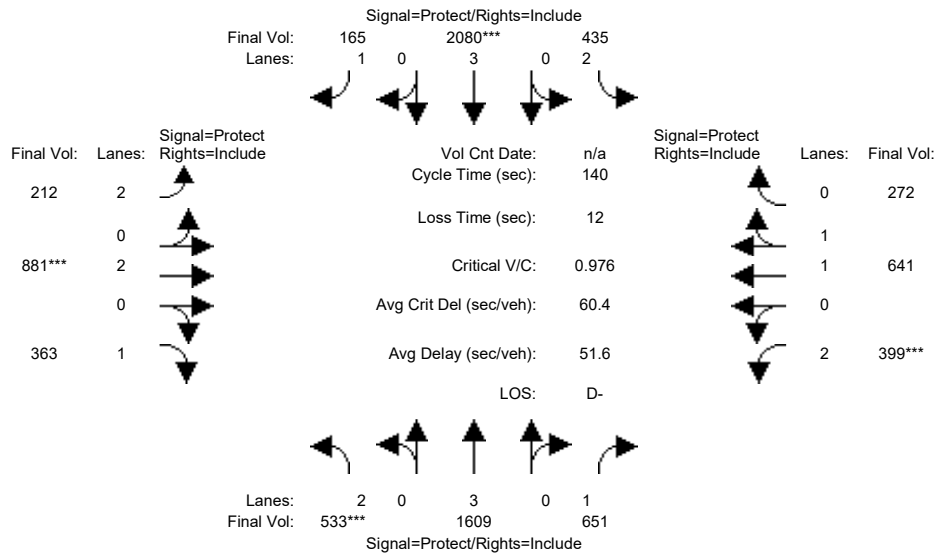 Signal=Protect/Rights=Include
Final Vol: 165 2080*** 435
Lanes: 1 0 3 0 2
Signal=Protect
Final Vol: Lanes: Rights=Include Vol Cnt Date: n/a
Signal=Protect
Rights=Include Lanes: Final Vol:
Cycle Time (sec): 140
212 2 0 272
Loss Time (sec): 12
0 1
881*** 2 Critical V/C: 0.976 1 641
0 Avg Crit Del (sec/veh): 60.4 0
363 1 Avg Delay (sec/veh): 51.6 2 399***
LOS: D-
Lanes: 2 0 3 0 1
Final Vol: 533*** 1609 651
Signal=Protect/Rights=Include